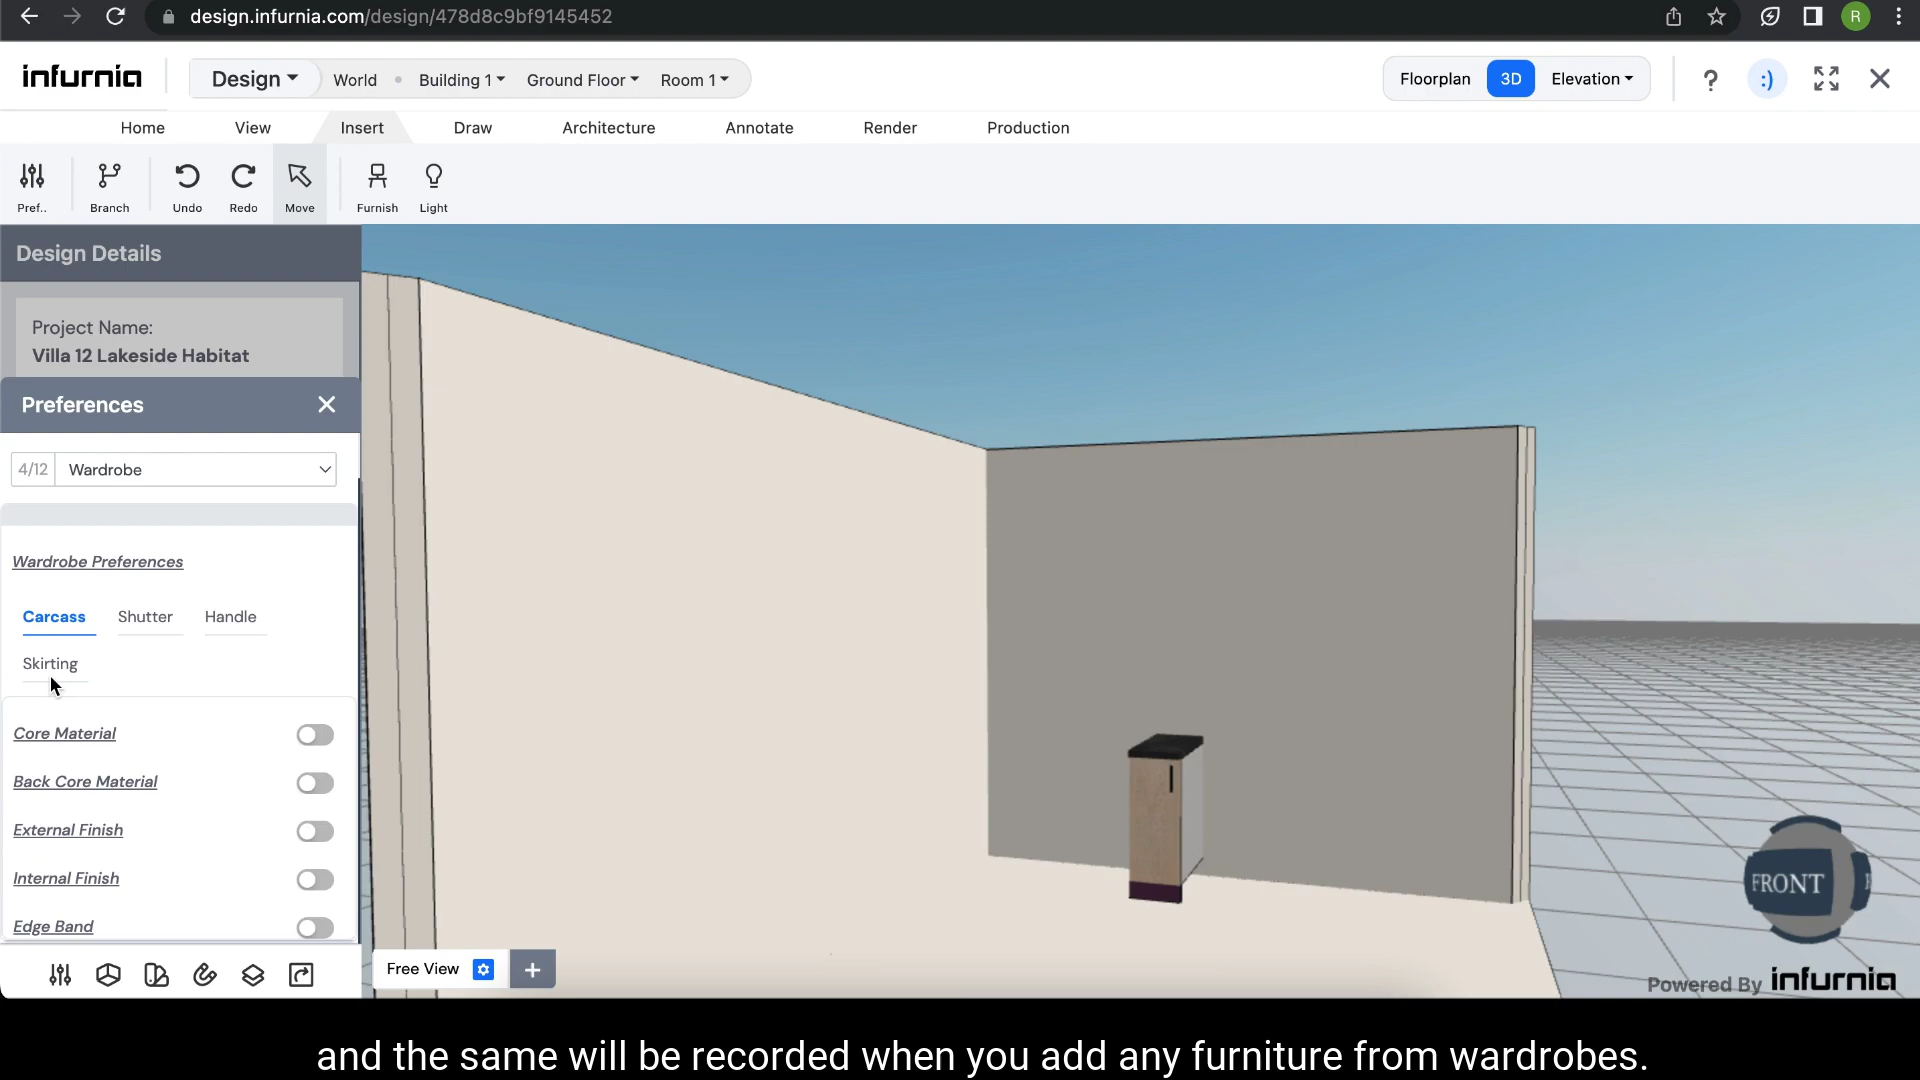 design.infurnia.com/design/478d8c9bf9145452
R
infurnia
Design World Building 1 Ground Floor Room 1
Floorplan 3D Elevation ? :)
Home View Insert Draw Architecture Annotate Render Production
Pref.. Branch Undo Redo Move Furnish Light
Design Details
Project Name:
Villa 12 Lakeside Habitat
Preferences
4/12 Wardrobe
Wardrobe Preferences
Carcass Shutter Handle
Skirting
Core Material
Back Core Material
External Finish
Internal Finish
Edge Band
FRONT
Free View +
Powered By infurnia
and the same will be recorded when you add any furniture from wardrobes.